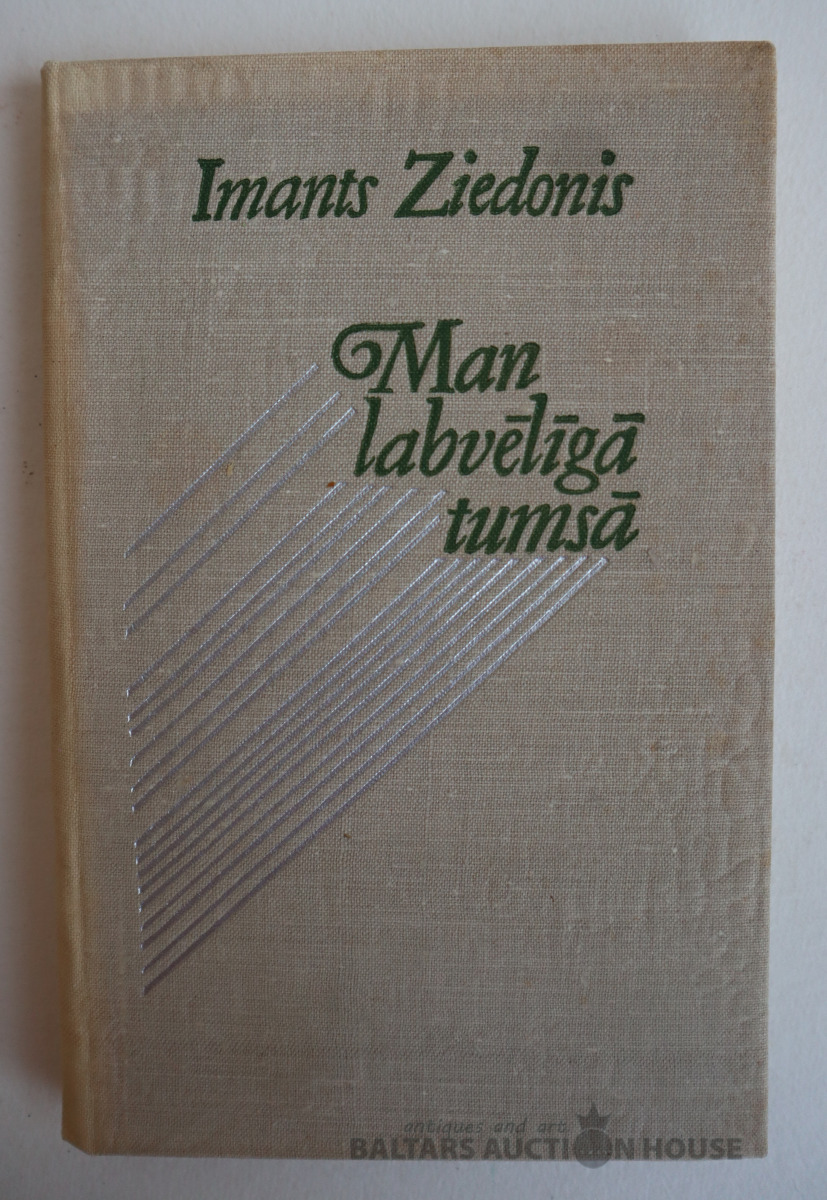 Imants Ziedonis
Man
labvēlīgā
tumsā
antiques and art
BALTARS AUCTION HOUSE